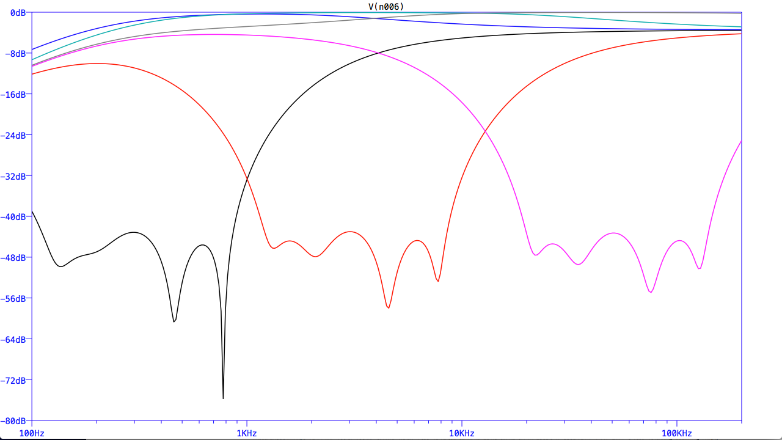 V(n006)
0dB
-8dB
-16dB
-24dB
-32dB
-40dB
-48dB
-56dB
-64dB
-72dB
-80dB
100Hz 1KHz 10KHz 100KHz